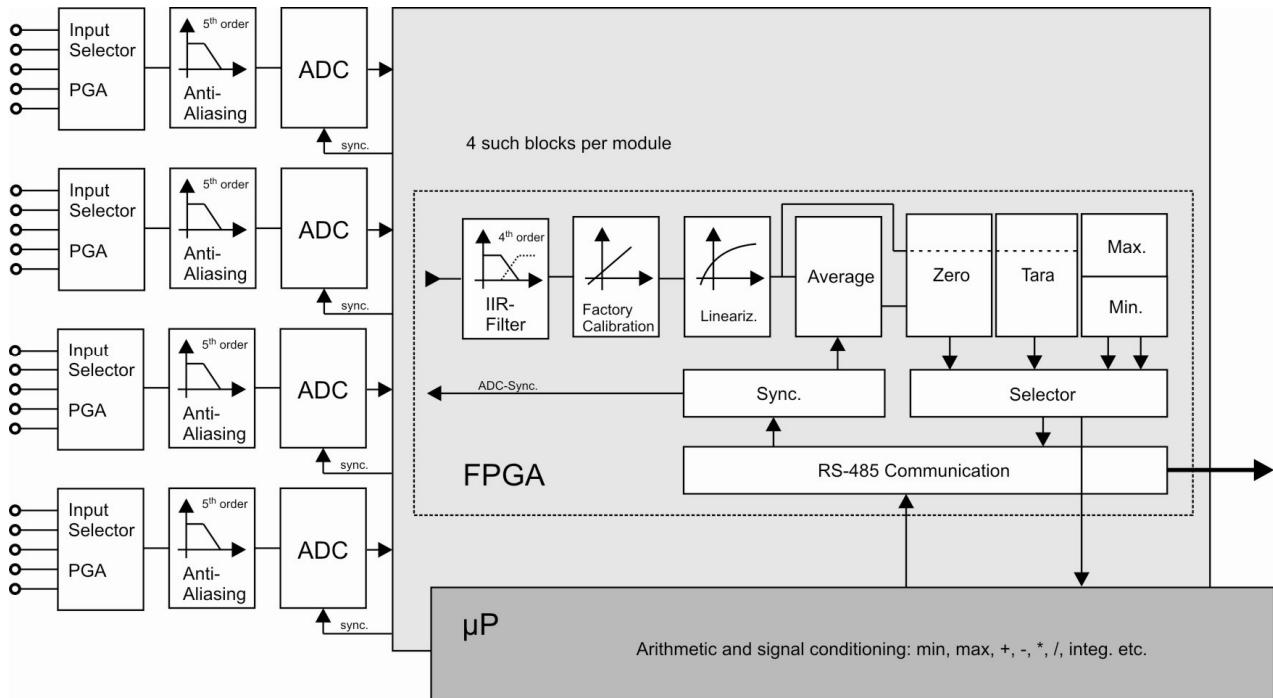 Input
Selector
PGA
5th order
Anti-
Aliasing
ADC
sync.
Input
Selector
PGA
5th order
Anti-
Aliasing
ADC
sync.
Input
Selector
PGA
5th order
Anti-
Aliasing
ADC
sync.
Input
Selector
PGA
5th order
Anti-
Aliasing
ADC
sync.
4 such blocks per module
4th order
IIR-
Filter
Factory
Calibration
Lineariz.
Average
Zero
Tara
Max.
Min.
ADC-Sync.
Sync.
Selector
FPGA
RS-485 Communication
µP
Arithmetic and signal conditioning: min, max, +, -, *, /, integ. etc.